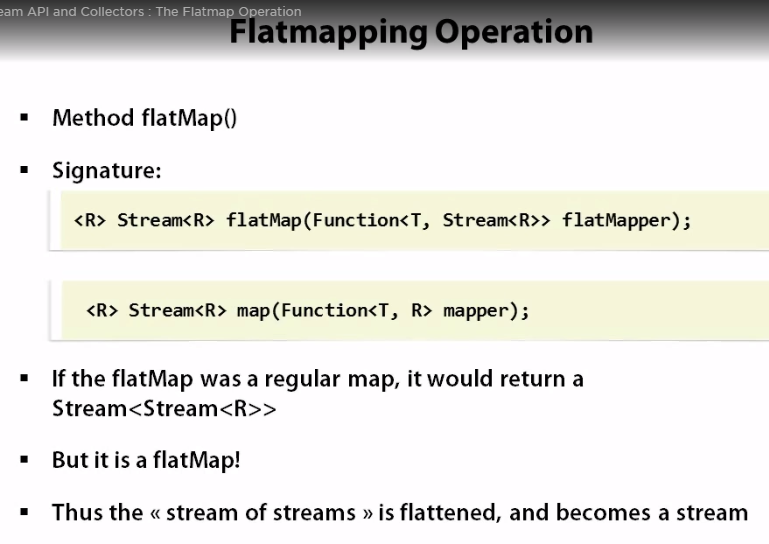 eam API and Collectors : The Flatmap Operation
Flatmapping Operation
▪ Method flatMap()
▪ Signature:
<R> Stream<R> flatMap(Function<T, Stream<R>> flatMapper);
<R> Stream<R> map(Function<T, R> mapper);
▪ If the flatMap was a regular map, it would return a
Stream<Stream<R>>
▪ But it is a flatMap!
▪ Thus the « stream of streams » is flattened, and becomes a stream